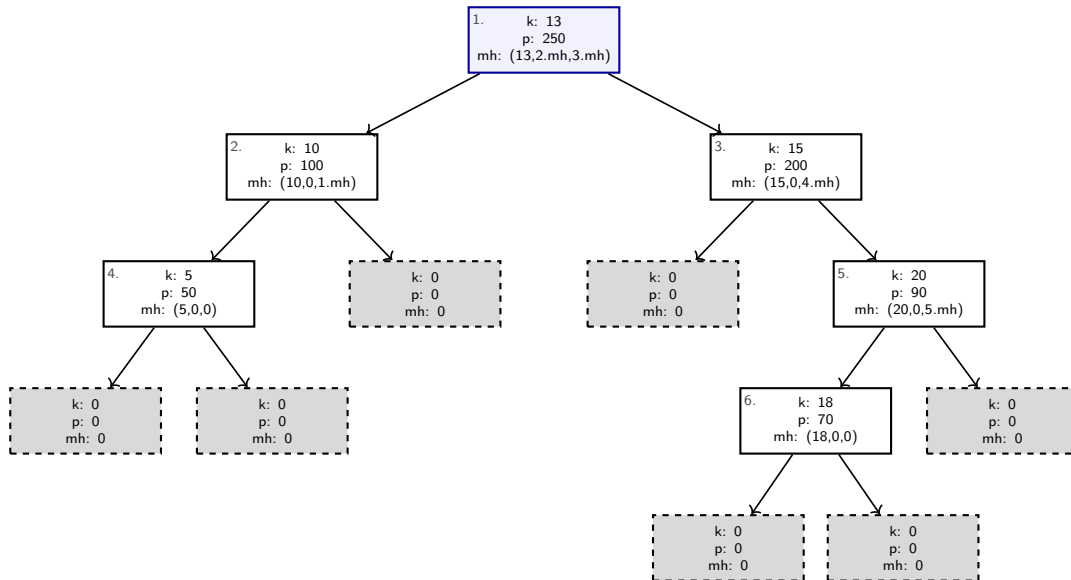 1.
k: 13
p: 250
mh: (13,2.mh,3.mh)
2.
k: 10
p: 100
mh: (10,0,1.mh)
3.
k: 15
p: 200
mh: (15,0,4.mh)
4.
k: 5
p: 50
mh: (5,0,0)
k: 0
p: 0
mh: 0
k: 0
p: 0
mh: 0
5.
k: 20
p: 90
mh: (20,0,5.mh)
k: 0
p: 0
mh: 0
k: 0
p: 0
mh: 0
6.
k: 18
p: 70
mh: (18,0,0)
k: 0
p: 0
mh: 0
k: 0
p: 0
mh: 0
k: 0
p: 0
mh: 0